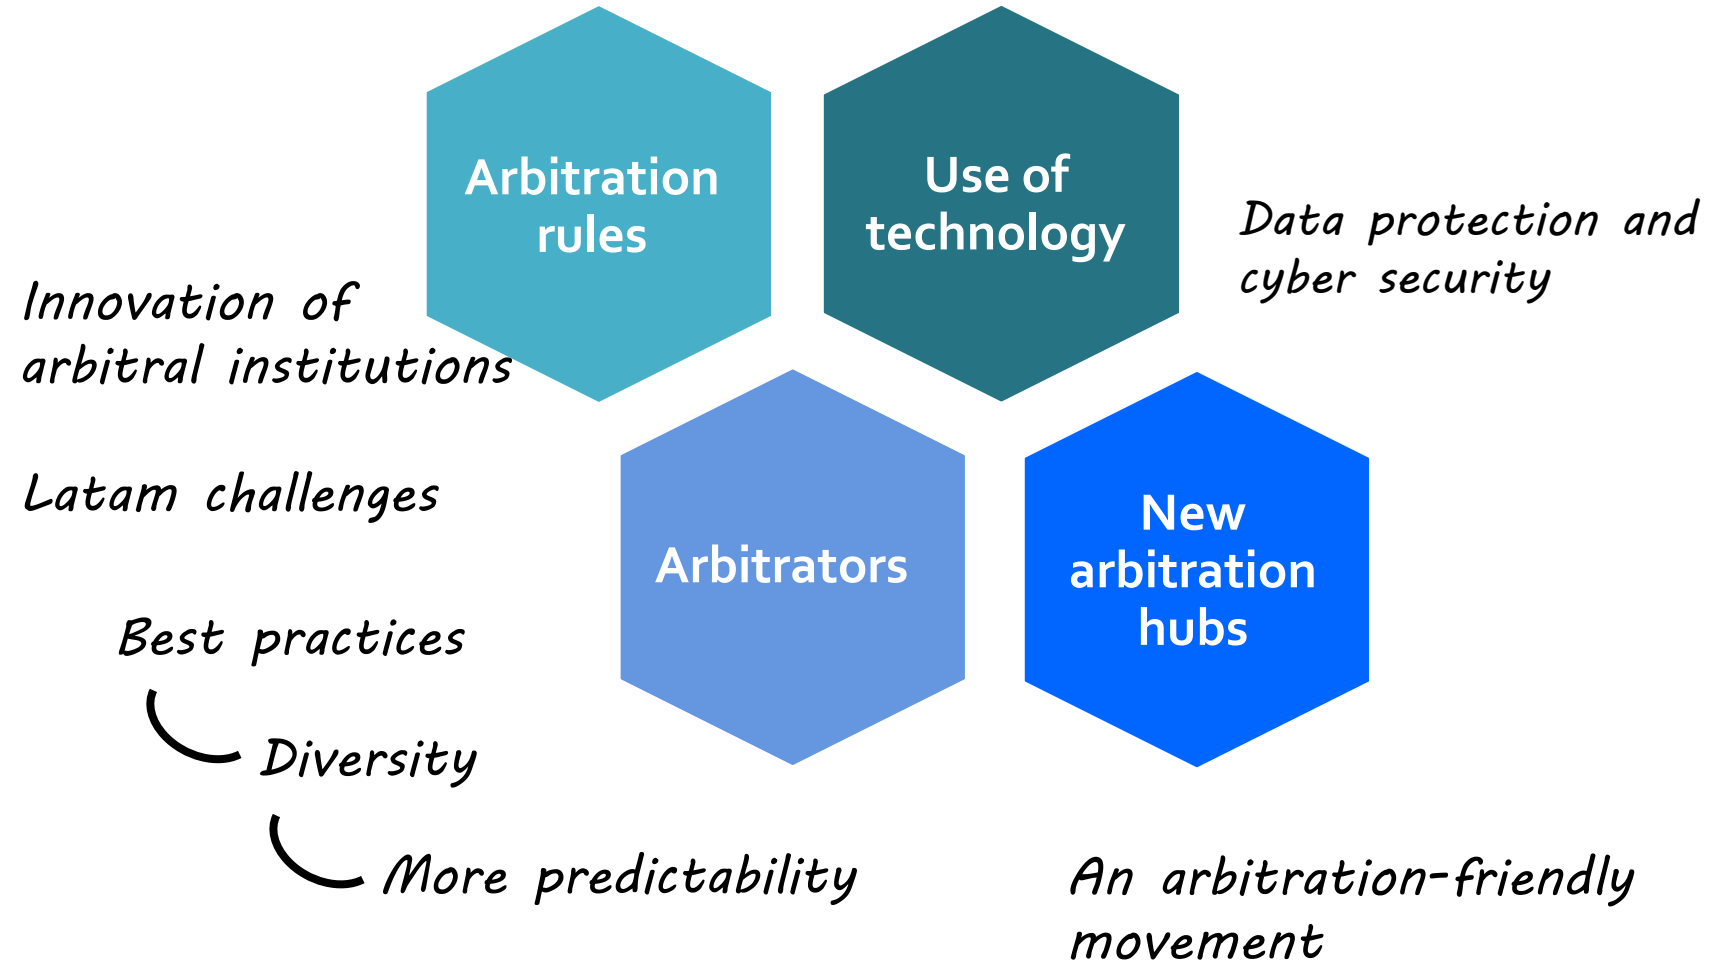 Arbitration
rules
Use of
technology
Data protection and
cyber security
Innovation of
arbitral institutions
Latam challenges
Arbitrators
New
arbitration
hubs
Best practices
Diversity
More predictability
An arbitration-friendly
movement